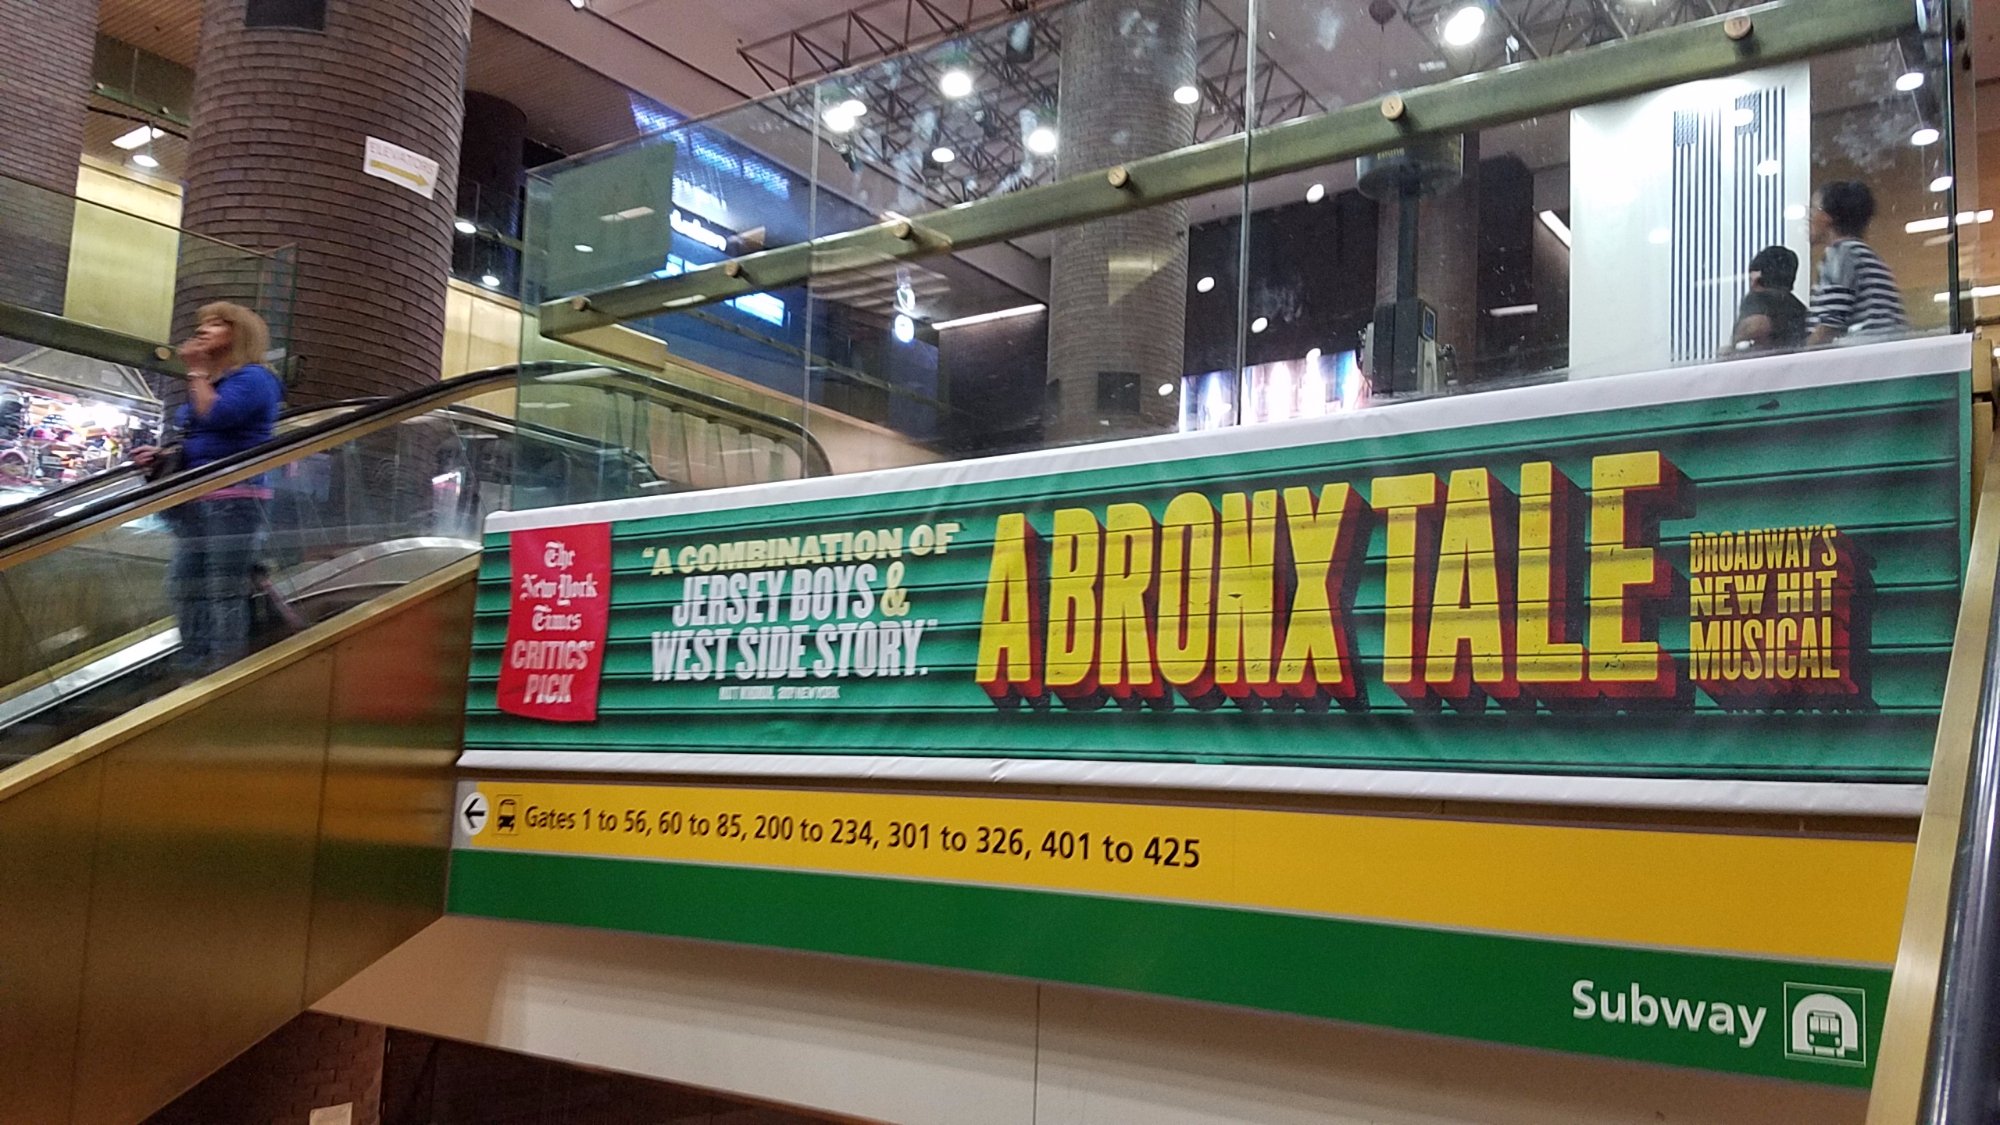 ELEVATORS
The
New York
Times
CRITICS'
PICK
"A COMBINATION OF
JERSEY BOYS &
WEST SIDE STORY."
A BRONX TALE
BROADWAY'S
NEW HIT
MUSICAL
Gates 1 to 56, 60 to 85, 200 to 234, 301 to 326, 401 to 425
Subway